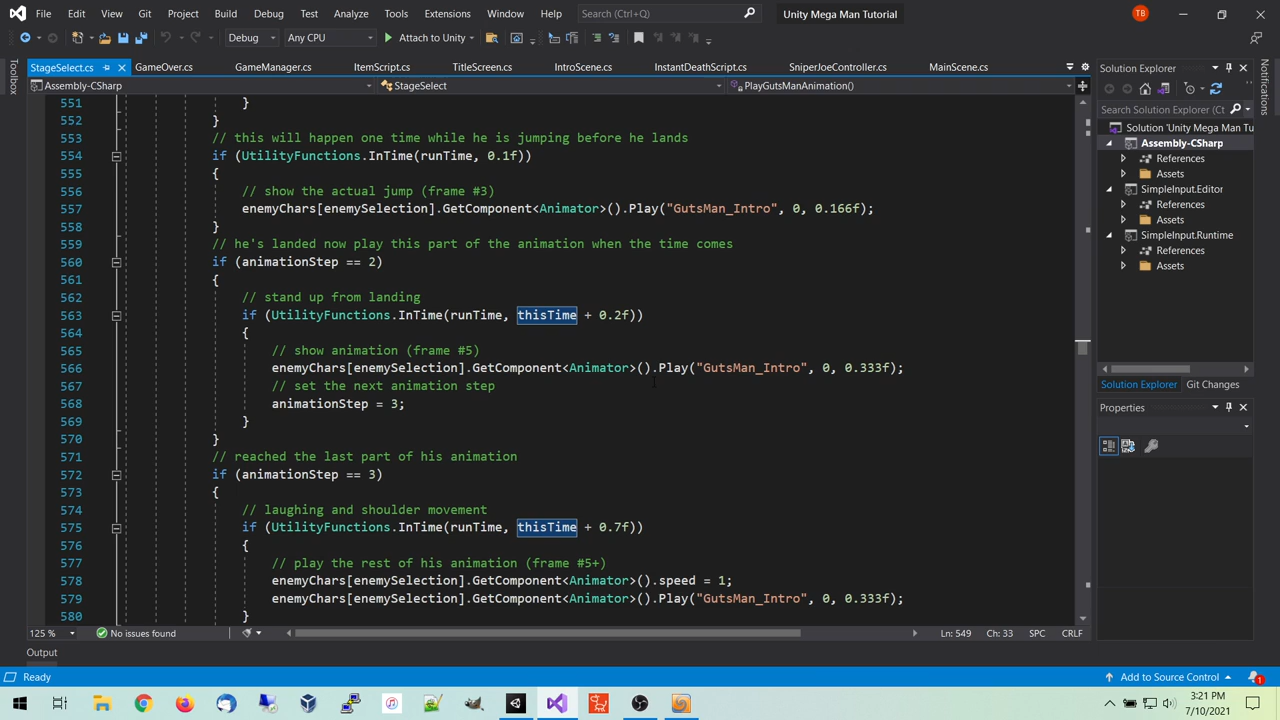 File Edit View Git Project Build Debug Test Analyze Tools Extensions Window Help Search (Ctrl+Q) Unity Mega Man Tutorial TB
Debug Any CPU Attach to Unity
Toolbox
StageSelect.cs GameOver.cs GameManager.cs ItemScript.cs TitleScreen.cs IntroScene.cs InstantDeathScript.cs SniperJoeController.cs MainScene.cs
Assembly-CSharp StageSelect PlayGutsManAnimation()
551 }
552 }
553 // this will happen one time while he is jumping before he lands
554 if (UtilityFunctions.InTime(runTime, 0.1f))
555 {
556 // show the actual jump (frame #3)
557 enemyChars[enemySelection].GetComponent<Animator>().Play("GutsMan_Intro", 0, 0.166f);
558 }
559 // he's landed now play this part of the animation when the time comes
560 if (animationStep == 2)
561 {
562 // stand up from landing
563 if (UtilityFunctions.InTime(runTime, thisTime + 0.2f))
564 {
565 // show animation (frame #5)
566 enemyChars[enemySelection].GetComponent<Animator>().Play("GutsMan_Intro", 0, 0.333f);
567 // set the next animation step
568 animationStep = 3;
569 }
570 }
571 // reached the last part of his animation
572 if (animationStep == 3)
573 {
574 // laughing and shoulder movement
575 if (UtilityFunctions.InTime(runTime, thisTime + 0.7f))
576 {
577 // play the rest of his animation (frame #5+)
578 enemyChars[enemySelection].GetComponent<Animator>().speed = 1;
579 enemyChars[enemySelection].GetComponent<Animator>().Play("GutsMan_Intro", 0, 0.333f);
580 }
125 % No issues found Ln: 549 Ch: 33 SPC CRLF
Output
Solution Explorer
Search Solution Explorer (Ct
Solution 'Unity Mega Man Tu
Assembly-CSharp
References
Assets
SimpleInput.Editor
References
Assets
SimpleInput.Runtime
References
Assets
Solution Explorer Git Changes
Properties
Notifications
Ready Add to Source Control 1
3:21 PM
7/10/2021